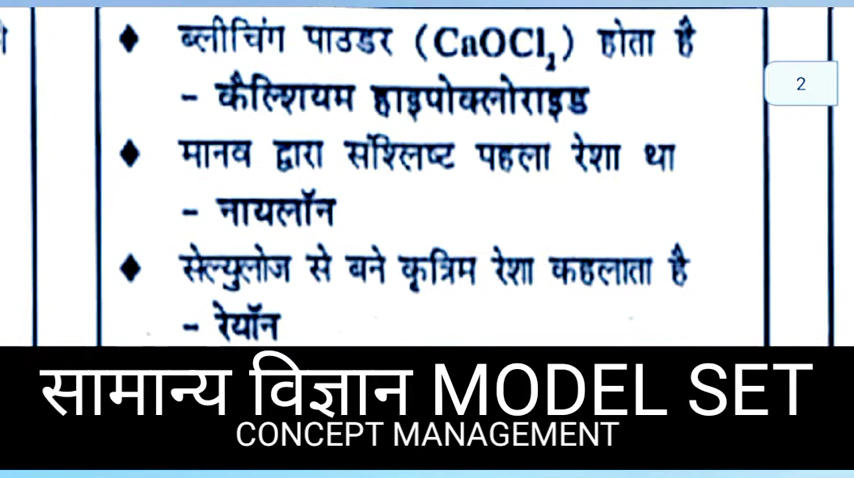 ◆ ब्लीचिंग पाउडर (CaOCl₂) होता है
- कैल्शियम हाइपोक्लोराइड
2
◆ मानव द्वारा संश्लिष्ट पहला रेशा था
- नायलॉन
◆ सेल्युलोज से बने कृत्रिम रेशा कहलाता है
- रेयॉन
सामान्य विज्ञान MODEL SET
CONCEPT MANAGEMENT